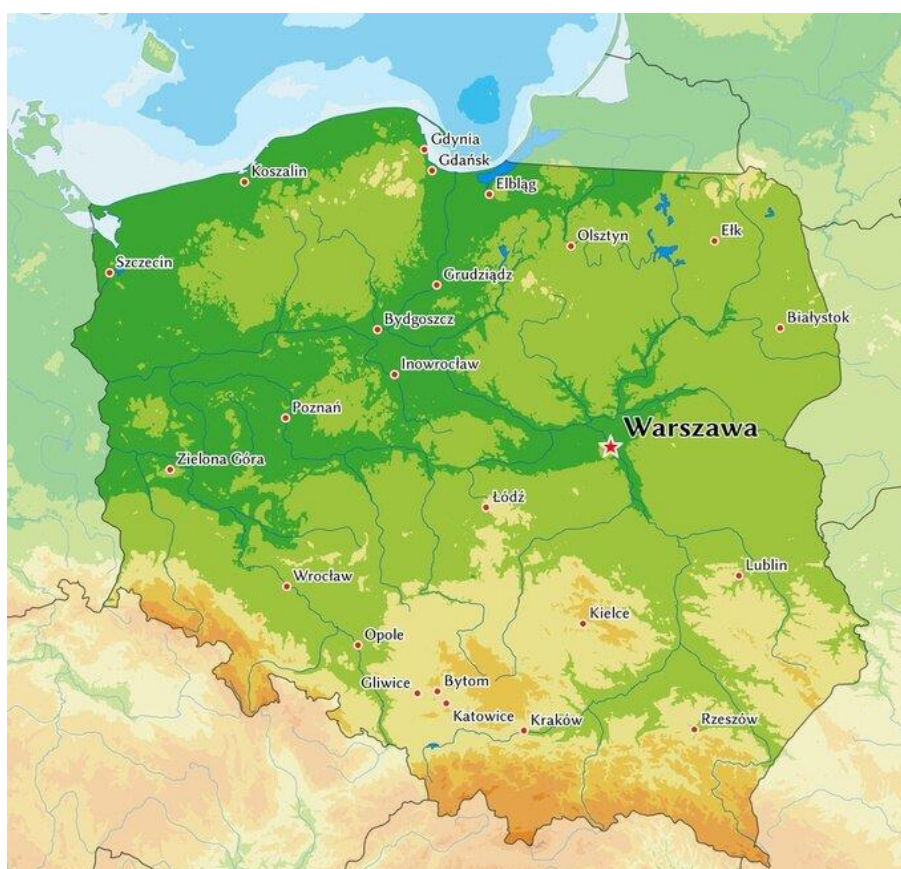 Gdynia
Gdańsk
Koszalin
Elbląg
Olsztyn
Ełk
Szczecin
Grudziądz
Bydgoszcz
Białystok
Inowrocław
Poznań
Warszawa
Zielona Góra
Łódź
Wrocław
Lublin
Kielce
Opole
Gliwice
Bytom
Katowice
Kraków
Rzeszów